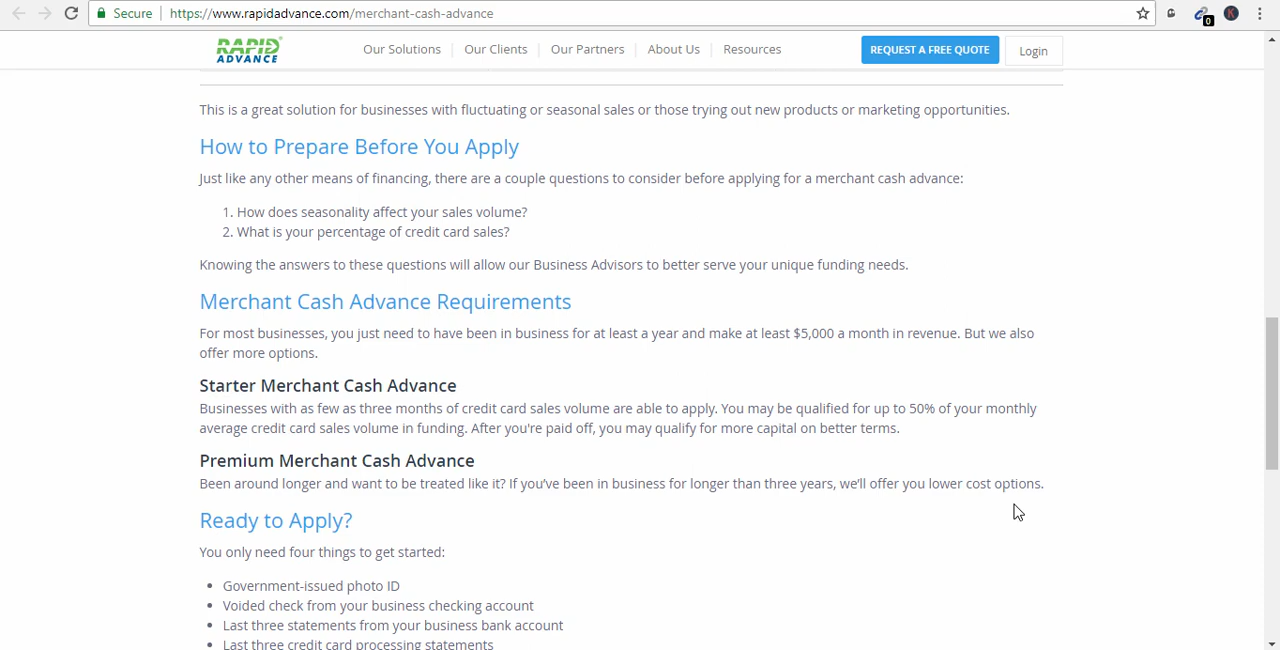 Secure https://www.rapidadvance.com/merchant-cash-advance
0
K
RAPID
ADVANCE
Our Solutions Our Clients Our Partners About Us Resources REQUEST A FREE QUOTE Login
This is a great solution for businesses with fluctuating or seasonal sales or those trying out new products or marketing opportunities.
How to Prepare Before You Apply
Just like any other means of financing, there are a couple questions to consider before applying for a merchant cash advance:
1. How does seasonality affect your sales volume?
2. What is your percentage of credit card sales?
Knowing the answers to these questions will allow our Business Advisors to better serve your unique funding needs.
Merchant Cash Advance Requirements
For most businesses, you just need to have been in business for at least a year and make at least $5,000 a month in revenue. But we also
offer more options.
Starter Merchant Cash Advance
Businesses with as few as three months of credit card sales volume are able to apply. You may be qualified for up to 50% of your monthly
average credit card sales volume in funding. After you're paid off, you may qualify for more capital on better terms.
Premium Merchant Cash Advance
Been around longer and want to be treated like it? If you’ve been in business for longer than three years, we’ll offer you lower cost options.
Ready to Apply?
You only need four things to get started:
• Government-issued photo ID
• Voided check from your business checking account
• Last three statements from your business bank account
• Last three credit card processing statements